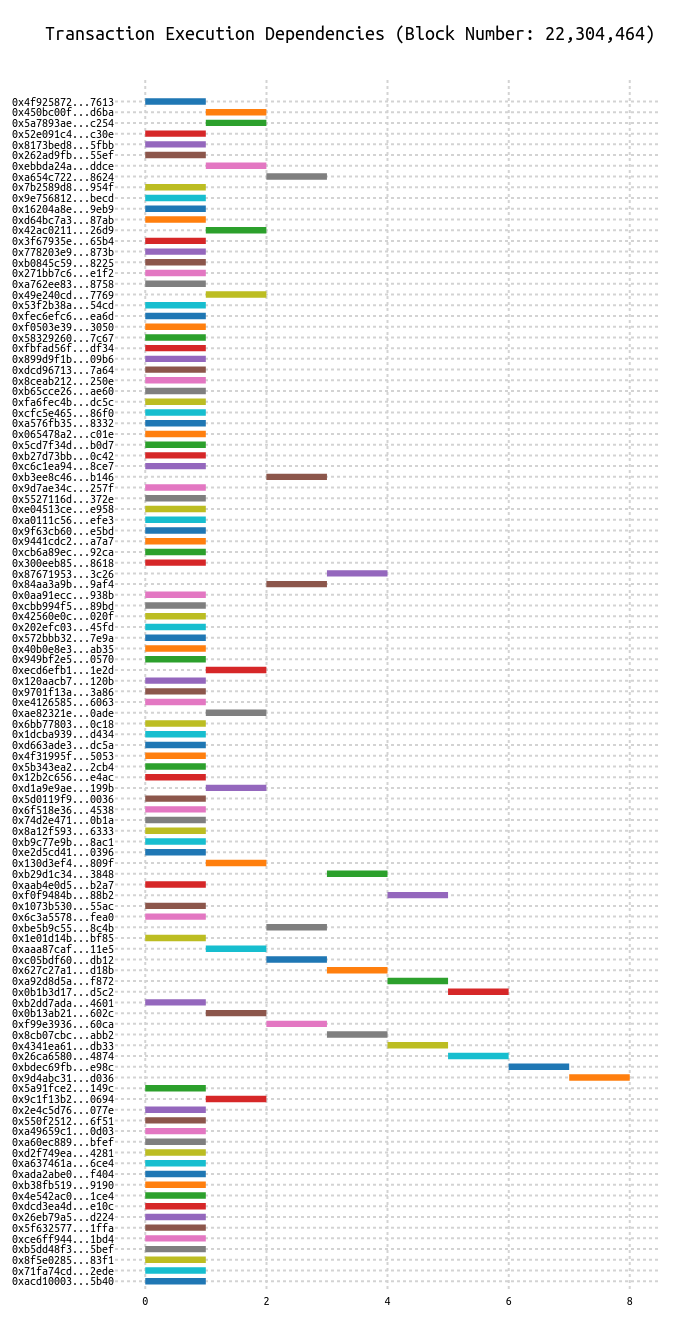 Transaction Execution Dependencies (Block Number: 22,304,464)
0x4f925872...7613
0x450bc00f...d6ba
0x5a7893ae...c254
0x52e091c4...c30e
0x8173bed8...5fbb
0x262ad9fb...55ef
0xebbda24a...ddce
0xa654c722...8624
0x7b2589d8...954f
0x9e756812...becd
0x16204a8e...9eb9
0xd64bc7a3...87ab
0x42ac0211...26d9
0x3f67935e...65b4
0x778203e9...873b
0xb0845c59...8225
0x271bb7c6...e1f2
0xa762ee83...8758
0x49e240cd...7769
0x53f2b38a...54cd
0xfec6efc6...ea6d
0xf0503e39...3050
0x58329260...7c67
0xfbfad56f...df34
0x899d9f1b...09b6
0xdcd96713...7a64
0x8ceab212...250e
0xb65cce26...ae60
0xfa6fec4b...dc5c
0xcfc5e465...86f0
0xa576fb35...8332
0x065478a2...c01e
0x5cd7f34d...b0d7
0xb27d73bb...0c42
0xc6c1ea94...8ce7
0xb3ee8c46...b146
0x9d7ae34c...257f
0x5527116d...372e
0xe04513ce...e958
0xa0111c56...efe3
0x9f63cb60...e5bd
0x9441cdc2...a7a7
0xcb6a89ec...92ca
0x300eeb85...8618
0x87671953...3c26
0x84aa3a9b...9af4
0x0aa91ecc...938b
0xcbb994f5...89bd
0x42560e0c...020f
0x202efc03...45fd
0x572bbb32...7e9a
0x40b0e8e3...ab35
0x949bf2e5...0570
0xecd6efb1...1e2d
0x120aacb7...120b
0x9701f13a...3a86
0xe4126585...6063
0xae82321e...0ade
0x6bb77803...0c18
0x1dcba939...d434
0xd663ade3...dc5a
0x4f31995f...5053
0x5b343ea2...2cb4
0x12b2c656...e4ac
0xd1a9e9ae...199b
0x5d0119f9...0036
0x6f518e36...4538
0x74d2e471...0b1a
0x8a12f593...6333
0xb9c77e9b...8ac1
0xe2d5cd41...0396
0x130d3ef4...809f
0xb29d1c34...3848
0xaab4e0d5...b2a7
0xf0f9484b...88b2
0x1073b530...55ac
0x6c3a5578...fea0
0xbe5b9c55...8c4b
0x1e01d14b...bf85
0xaaa87caf...11e5
0xc05bdf60...db12
0x627c27a1...d18b
0xa92d8d5a...f872
0x0b1b3d17...d5c2
0xb2dd7ada...4601
0x0b13ab21...602c
0xf99e3936...60ca
0x8cb07cbc...abb2
0x4341ea61...db33
0x26ca6580...4874
0xbdec69fb...e98c
0x9d4abc31...d036
0x5a91fce2...149c
0x9c1f13b2...0694
0x2e4c5d76...077e
0x550f2512...6f51
0xa49659c1...0d03
0xa60ec889...bfef
0xd2f749ea...4281
0xa637461a...6ce4
0xada2abe0...f404
0xb38fb519...9190
0x4e542ac0...1ce4
0xdcd3ea4d...e10c
0x26eb79a5...d224
0x5f632577...1ffa
0xce6ff944...1bd4
0xb5dd48f3...5bef
0x8f5e0285...83f1
0x71fa74cd...2ede
0xacd10003...5b40
0 2 4 6 8